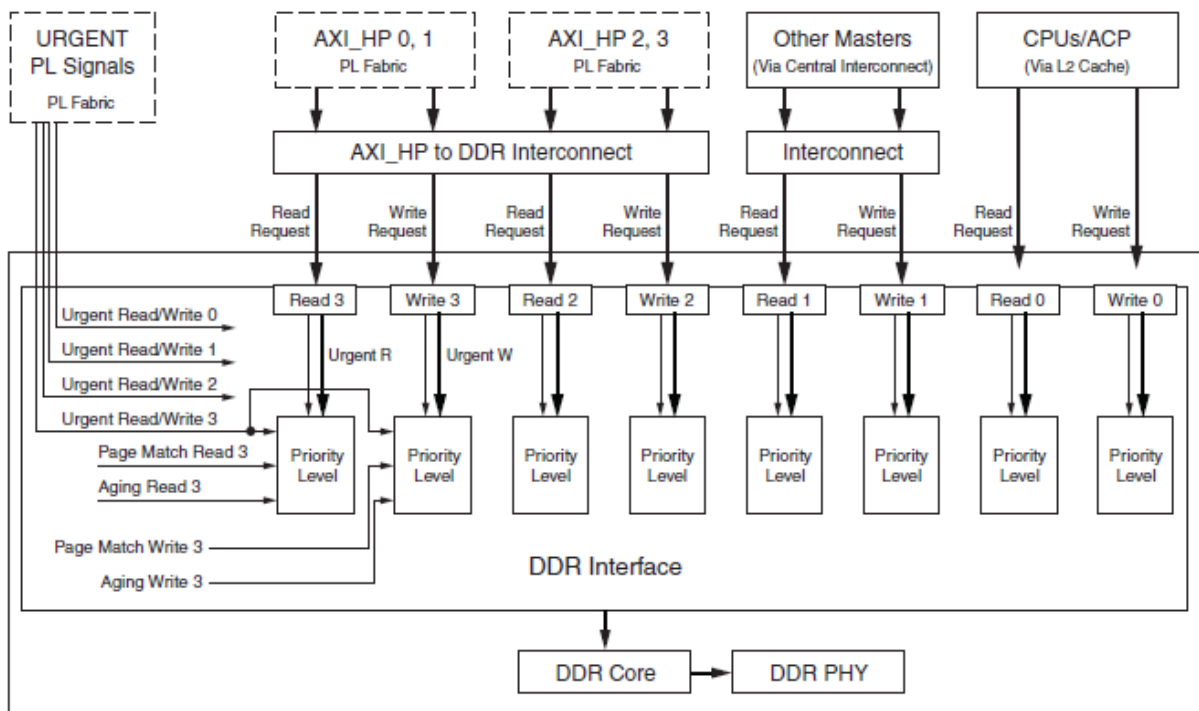 URGENT
PL Signals
PL Fabric
AXI_HP 0, 1
PL Fabric
AXI_HP 2, 3
PL Fabric
Other Masters
(Via Central Interconnect)
CPUs/ACP
(Via L2 Cache)
AXI_HP to DDR Interconnect
Interconnect
Read
Request
Write
Request
Read
Request
Write
Request
Read
Request
Write
Request
Read
Request
Write
Request
Read 3
Write 3
Read 2
Write 2
Read 1
Write 1
Read 0
Write 0
Urgent Read/Write 0
Urgent Read/Write 1
Urgent Read/Write 2
Urgent Read/Write 3
Urgent R
Urgent W
Page Match Read 3
Aging Read 3
Priority
Level
Priority
Level
Priority
Level
Priority
Level
Priority
Level
Priority
Level
Priority
Level
Priority
Level
Page Match Write 3
Aging Write 3
DDR Interface
DDR Core
DDR PHY